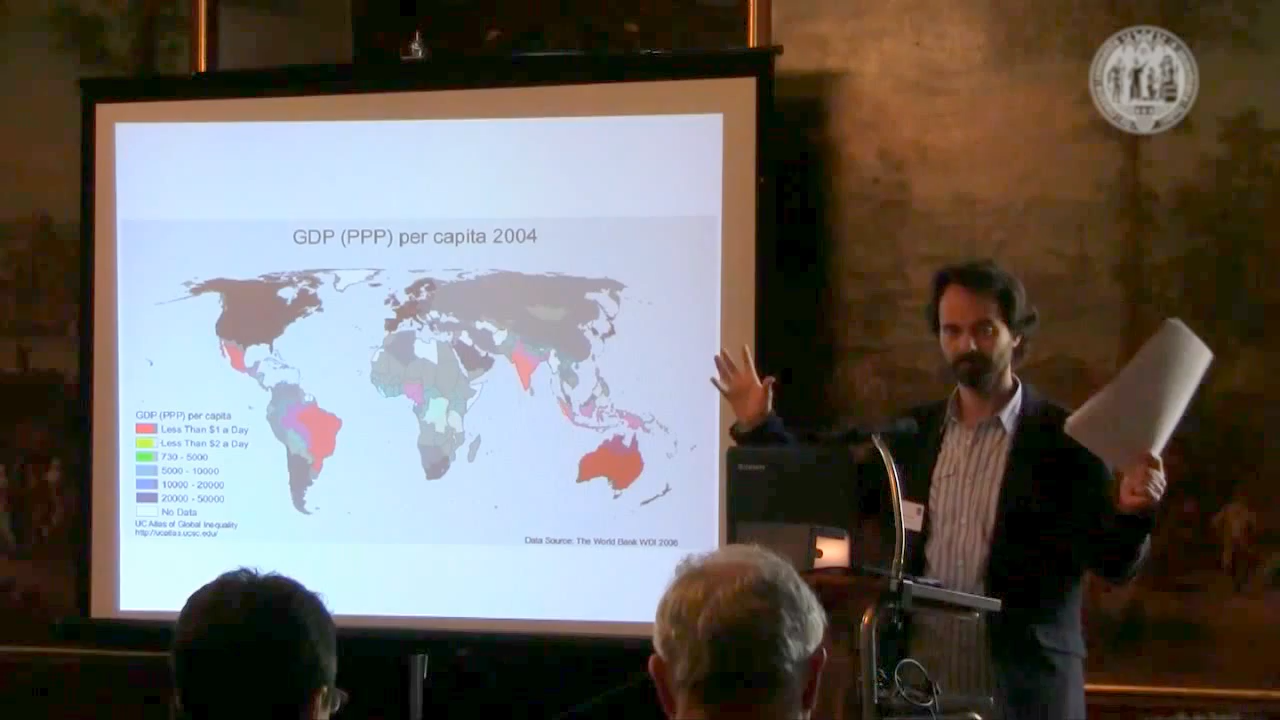 GDP (PPP) per capita 2004
GDP (PPP) per capita
Less Than $1 a Day
Less Than $2 a Day
730 - 5000
5000 - 10000
10000 - 20000
20000 - 50000
No Data
UC Atlas of Global Inequality
http://ucatlas.ucsc.edu/
Data Source: The World Bank WDI 2006